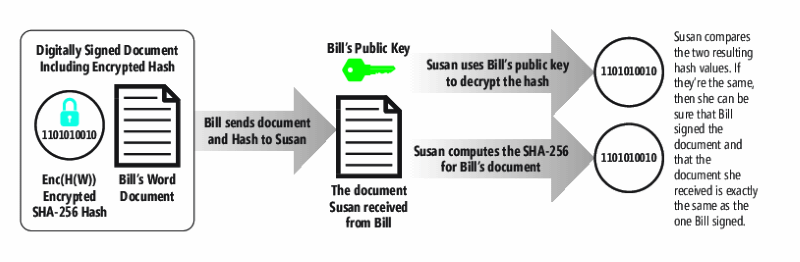 Digitally Signed Document
Including Encrypted Hash
1101010010
Enc(H(W))
Encrypted
SHA-256 Hash
Bill's Word
Document
Bill sends document
and Hash to Susan
Bill's Public Key
The document
Susan received
from Bill
Susan uses Bill's public key
to decrypt the hash
1101010010
Susan computes the SHA-256
for Bill's document
1101010010
Susan compares
the two resulting
hash values. If
they're the same,
then she can be
sure that Bill
signed the
document and
that the
document she
received is exactly
the same as the
one Bill signed.